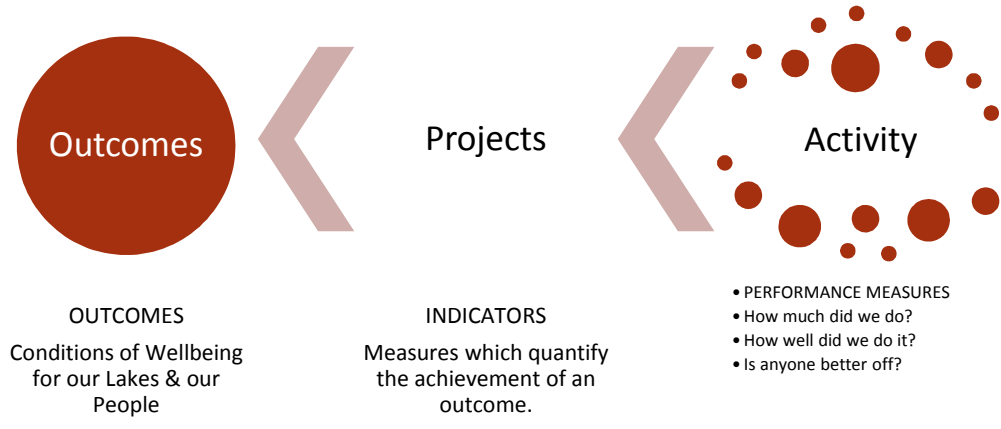 Outcomes
Projects
Activity
OUTCOMES
Conditions of Wellbeing
for our Lakes & our
People
INDICATORS
Measures which quantify
the achievement of an
outcome.
• PERFORMANCE MEASURES
• How much did we do?
• How well did we do it?
• Is anyone better off?